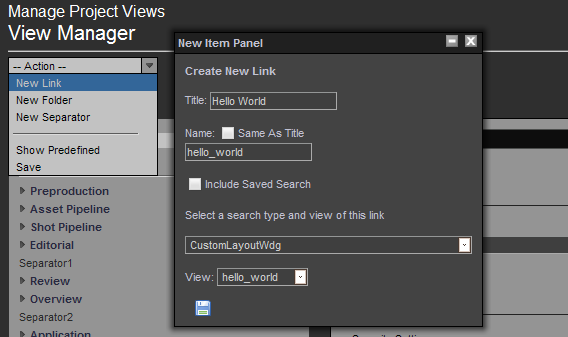 Manage Project Views
View Manager
-- Action --
New Link
New Folder
New Separator
Show Predefined
Save
Preproduction
Asset Pipeline
Shot Pipeline
Editorial
Separator1
Review
Overview
Separator2
Application
New Item Panel
Create New Link
Title: Hello World
Name: Same As Title
hello_world
Include Saved Search
Select a search type and view of this link
CustomLayoutWdg
View: hello_world